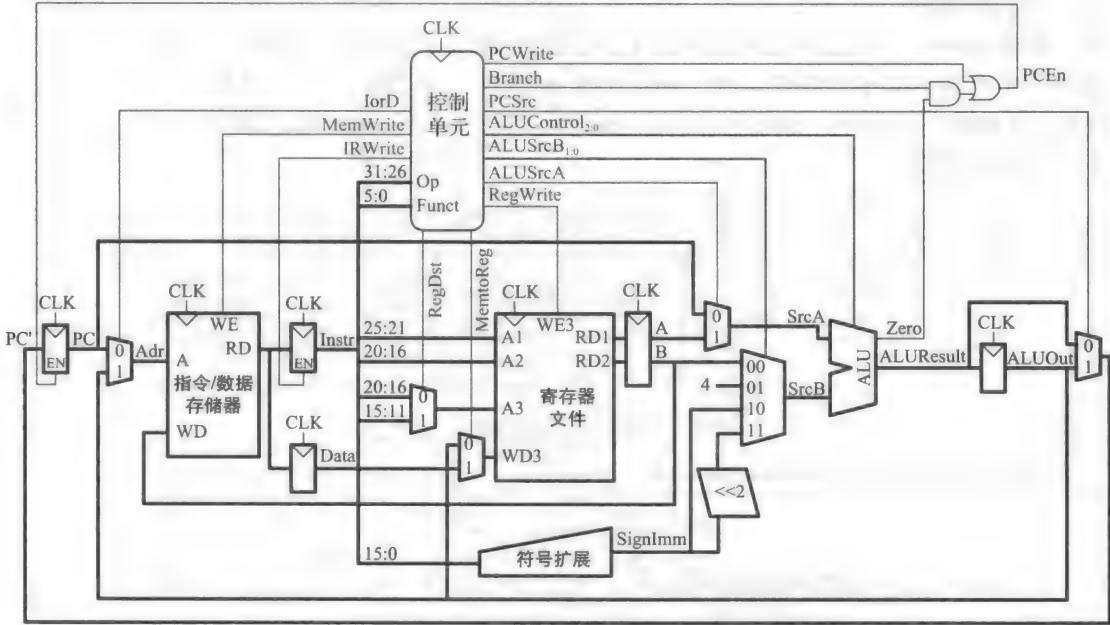 CLK
PCWrite
Branch
PCEn
IorD
控制
单元
PCSrc
MemWrite
ALUControl2:0
IRWrite
ALUSrcB1:0
31:26
Op
ALUSrcA
5:0
Funct
RegWrite
RegDst
MemtoReg
CLK
CLK
CLK
CLK
CLK
CLK
PC'
EN
PC
0
1
Adr
WE
RD
A
指令/数据
存储器
WD
EN
Instr
25:21
A1
WE3
RD1
20:16
A2
RD2
A
B
0
1
SrcA
Zero
ALU
ALUResult
ALUOut
0
1
20:16
15:11
0
1
A3
寄存器
文件
00
4
01
10
11
SrcB
CLK
Data
0
1
WD3
<<2
15:0
符号扩展
SignImm